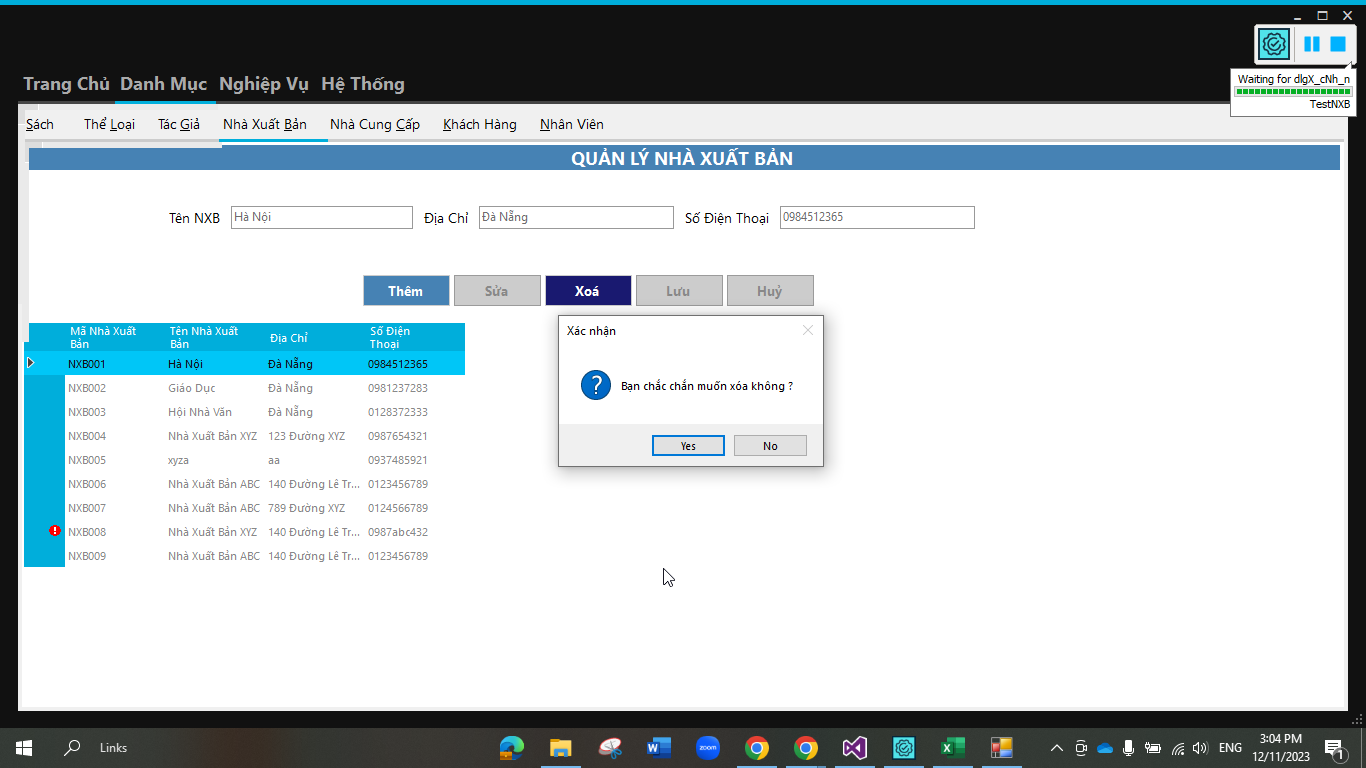 Trang Chủ Danh Mục Nghiệp Vụ Hệ Thống
Waiting for dlgX_cNh_n
TestNXB
Sách Thể Loại Tác Giả Nhà Xuất Bản Nhà Cung Cấp Khách Hàng Nhân Viên
QUẢN LÝ NHÀ XUẤT BẢN
Tên NXB Hà Nội Địa Chỉ Đà Nẵng Số Điện Thoại 0984512365
Thêm Sửa Xoá Lưu Huỷ
Mã Nhà Xuất Bản Tên Nhà Xuất Bản Địa Chỉ Số Điện Thoại
NXB001 Hà Nội Đà Nẵng 0984512365
NXB002 Giáo Dục Đà Nẵng 0981237283
NXB003 Hội Nhà Văn Đà Nẵng 0128372333
NXB004 Nhà Xuất Bản XYZ 123 Đường XYZ 0987654321
NXB005 xyza aa 0937485921
NXB006 Nhà Xuất Bản ABC 140 Đường Lê Tr... 0123456789
NXB007 Nhà Xuất Bản ABC 789 Đường XYZ 0124566789
NXB008 Nhà Xuất Bản XYZ 140 Đường Lê Tr... 0987abc432
NXB009 Nhà Xuất Bản ABC 140 Đường Lê Tr... 0123456789
Xác nhận
Bạn chắc chắn muốn xóa không ?
Yes No
Links
zoom
ENG
3:04 PM
12/11/2023
1